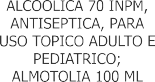 ALCOOLICA 70 INPM,
ANTISEPTICA, PARA
USO TOPICO ADULTO E
PEDIATRICO;
ALMOTOLIA 100 ML